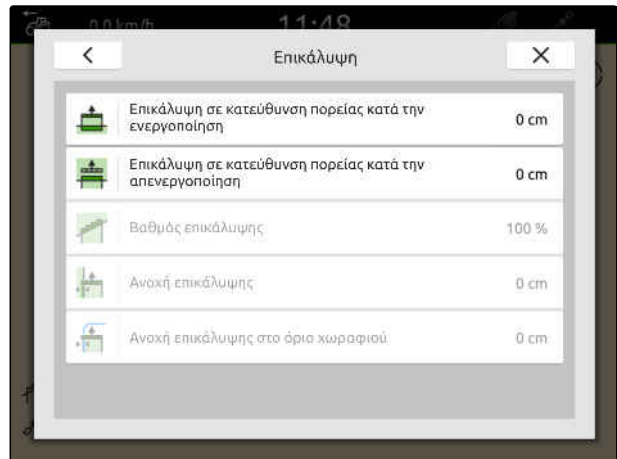 0.0 km/h
11:48
Επικάλυψη
Επικάλυψη σε κατεύθυνση πορείας κατά την
ενεργοποίηση
0 cm
Επικάλυψη σε κατεύθυνση πορείας κατά την
απενεργοποίηση
0 cm
Βαθμός επικάλυψης
100 %
Ανοχή επικάλυψης
0 cm
Ανοχή επικάλυψης στο όριο χωραφιού
0 cm